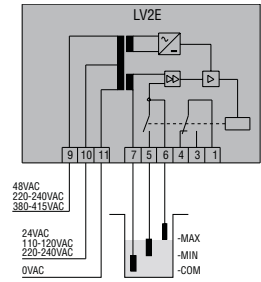 LV2E
9 10 11 7 5 6 4 3 1
48VAC
220-240VAC
380-415VAC
24VAC
110-120VAC
220-240VAC
0VAC
-MAX
-MIN
-COM